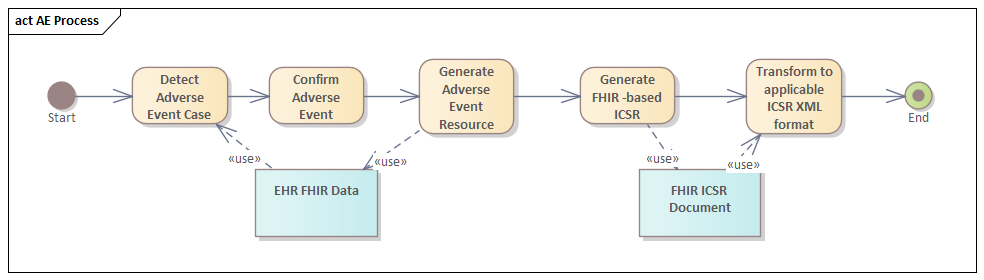 act AE Process
Start
Detect
Adverse
Event Case
Confirm
Adverse
Event
Generate
Adverse
Event
Resource
Generate
FHIR -based
ICSR
Transform to
applicable
ICSR XML
format
End
«use»
«use»
«use»
«use»
EHR FHIR Data
FHIR ICSR
Document